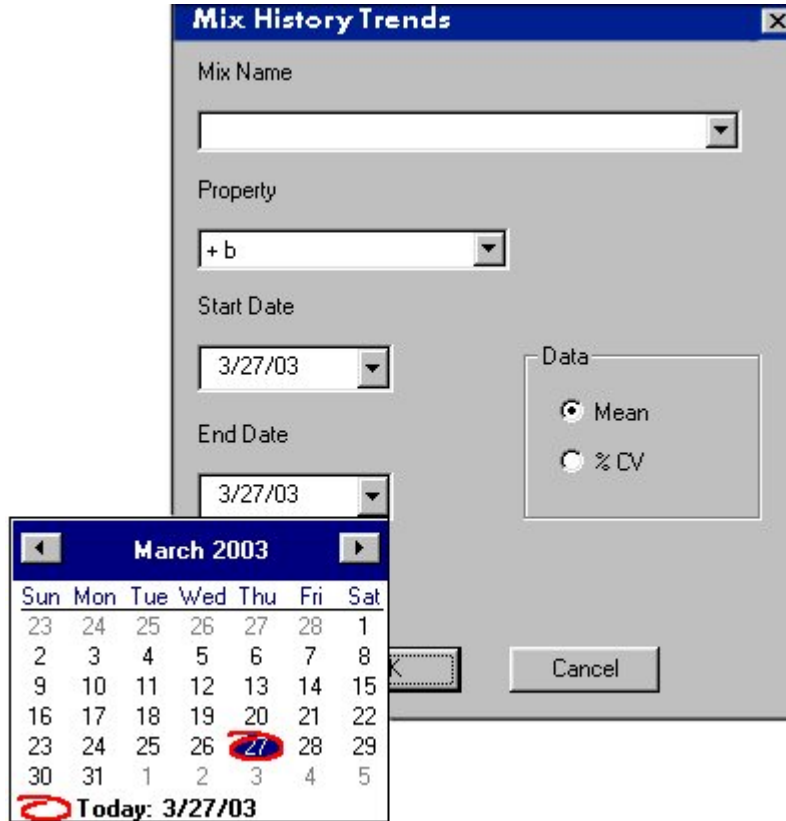 Mix History Trends
Mix Name
Property
+ b
Start Date
3/27/03
Data
Mean
End Date
% CV
3/27/03
March 2003
Sun Mon Tue Wed Thu Fri Sat
23 24 25 26 27 28 1
2 3 4 5 6 7 8
9 10 11 12 13 14 15
16 17 18 19 20 21 22
23 24 25 26 27 28 29
30 31 1 2 3 4 5
Today: 3/27/03
K Cancel